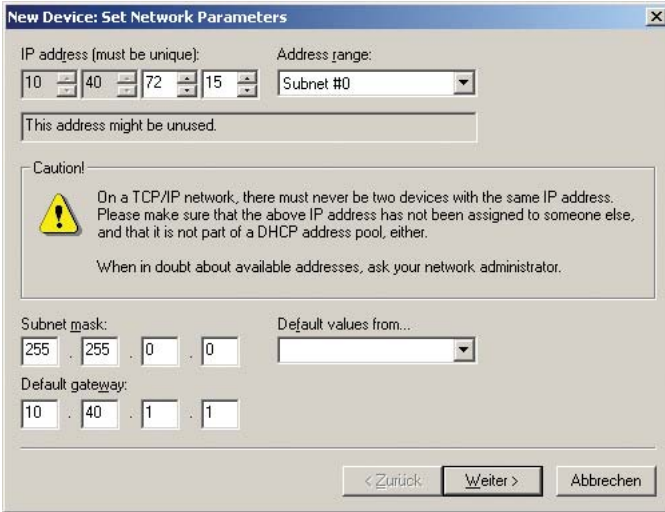 New Device: Set Network Parameters
IP address (must be unique):
Address range:
10 40 72 15
Subnet #0
This address might be unused.
Caution!
On a TCP/IP network, there must never be two devices with the same IP address.
Please make sure that the above IP address has not been assigned to someone else,
and that it is not part of a DHCP address pool, either.
When in doubt about available addresses, ask your network administrator.
Subnet mask:
Default values from...
255 . 255 . 0 . 0
Default gateway:
10 . 40 . 1 . 1
< Zurück
Weiter >
Abbrechen